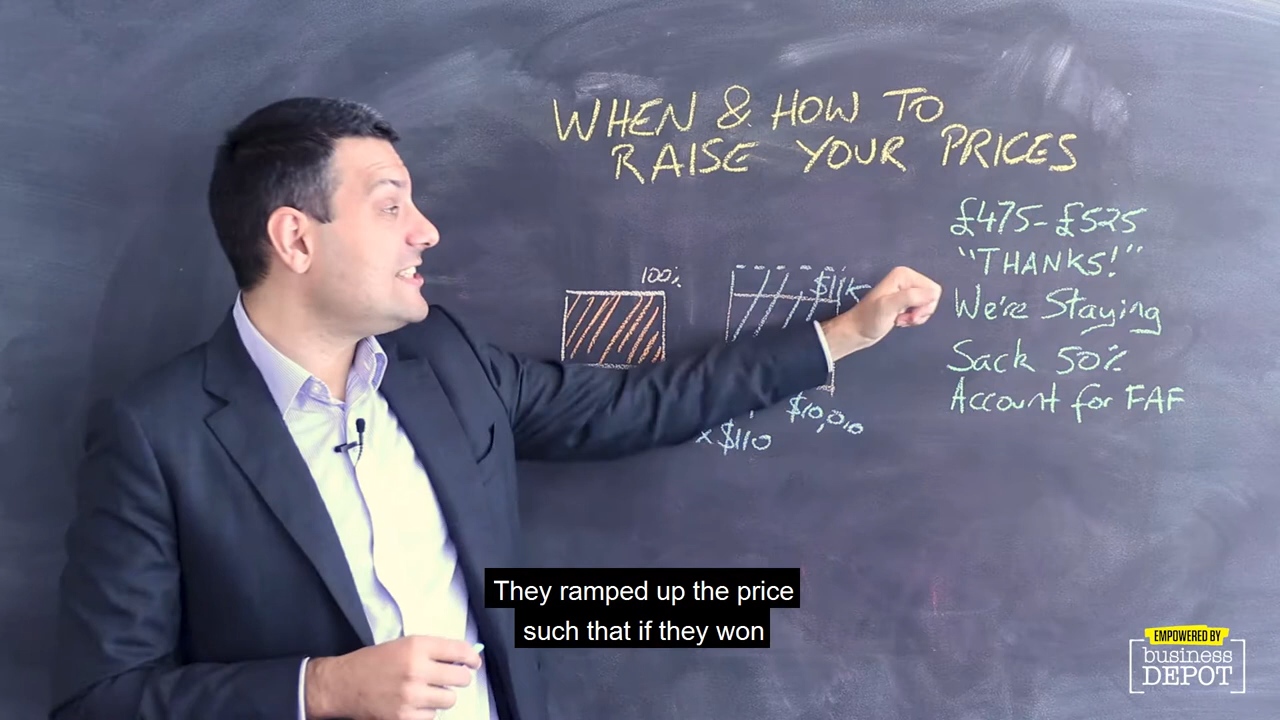 WHEN & HOW TO
RAISE YOUR PRICES
£475-£525
"THANKS!"
We're Staying
Sack 50%
Account for FAF
100%
$11K
$10,010
x $110
They ramped up the price
such that if they won
EMPOWERED BY
business
DEPOT